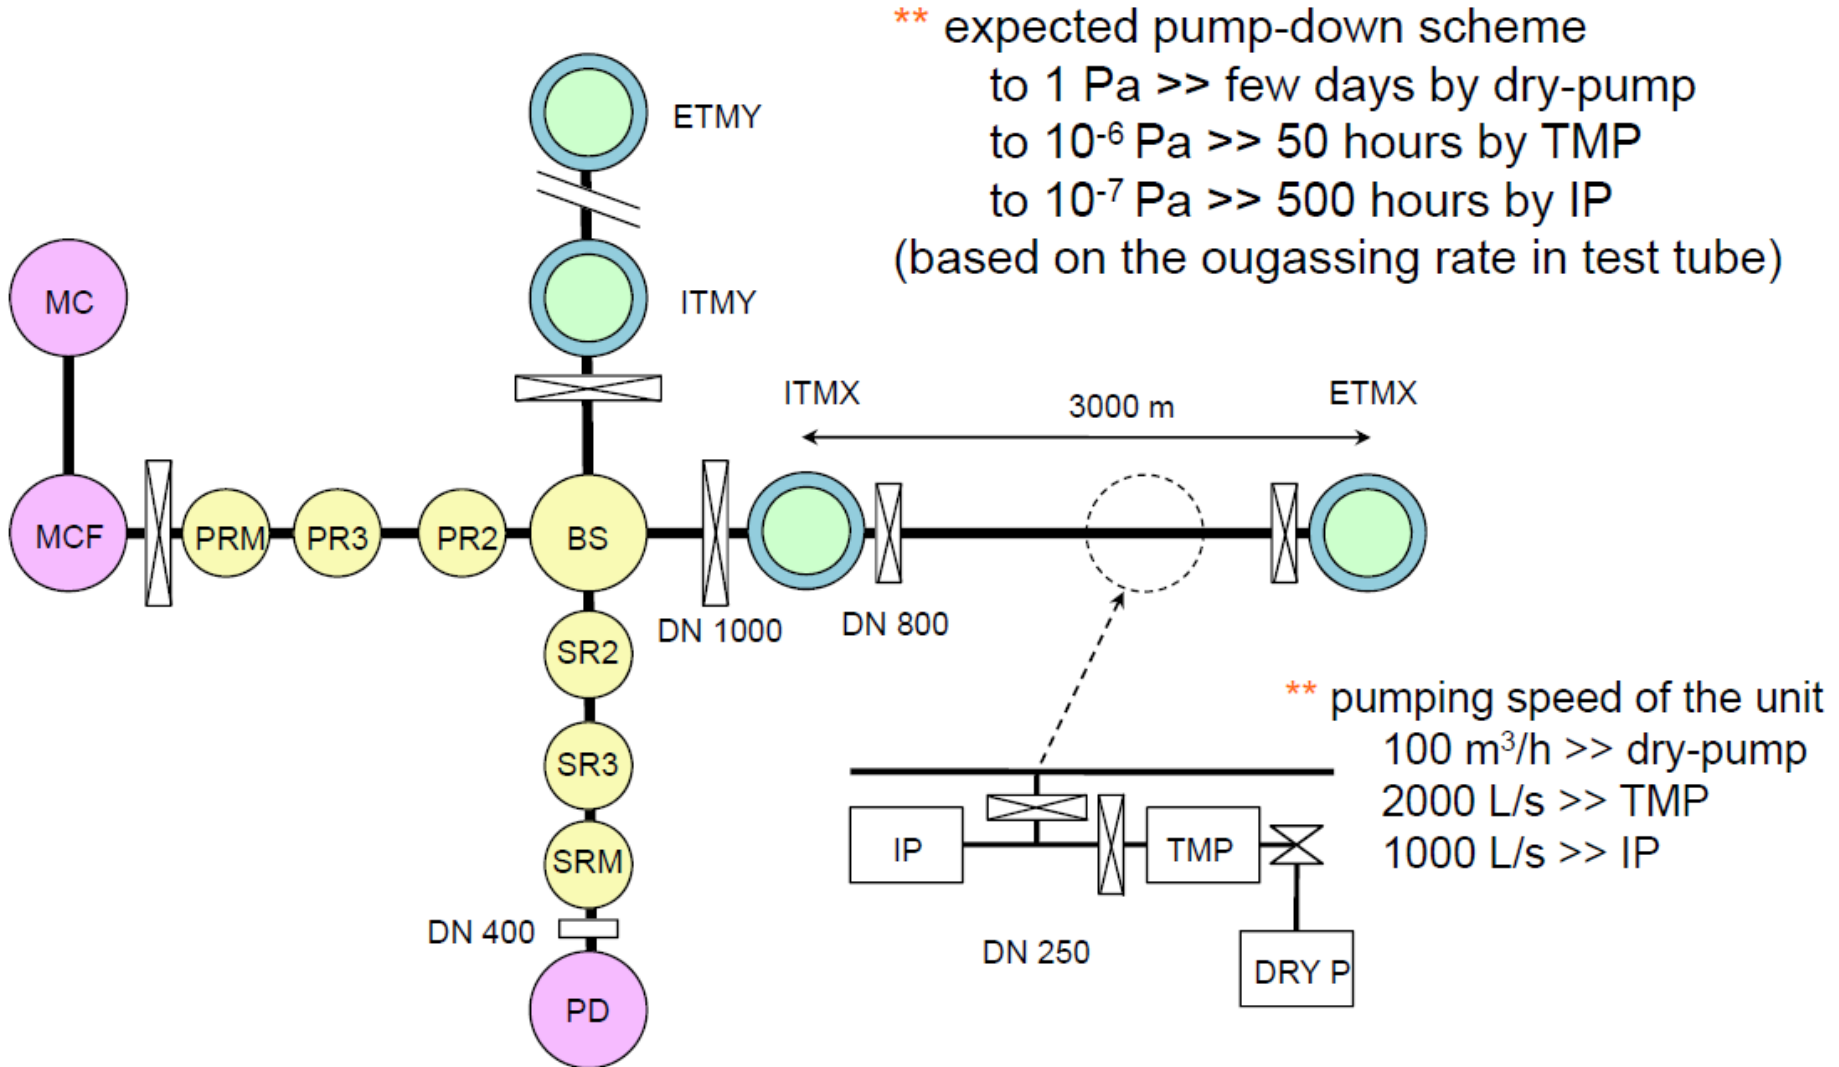 ** expected pump-down scheme
to 1 Pa >> few days by dry-pump
to 10⁻⁶ Pa >> 50 hours by TMP
to 10⁻⁷ Pa >> 500 hours by IP
(based on the ougassing rate in test tube)
ETMY
MC
ITMY
ITMX
ETMX
3000 m
MCF
PRM
PR3
PR2
BS
DN 1000
DN 800
SR2
SR3
SRM
DN 400
PD
** pumping speed of the unit
100 m³/h >> dry-pump
2000 L/s >> TMP
1000 L/s >> IP
IP
TMP
DN 250
DRY P